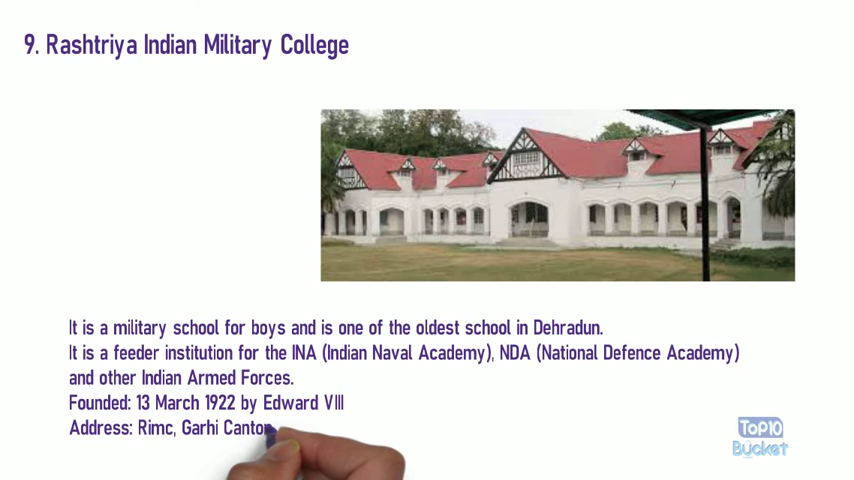 9. Rashtriya Indian Military College
It is a military school for boys and is one of the oldest school in Dehradun.
It is a feeder institution for the INA (Indian Naval Academy), NDA (National Defence Academy)
and other Indian Armed Forces.
Founded: 13 March 1922 by Edward VIII
Address: Rimc, Garhi
Top10
Bucket